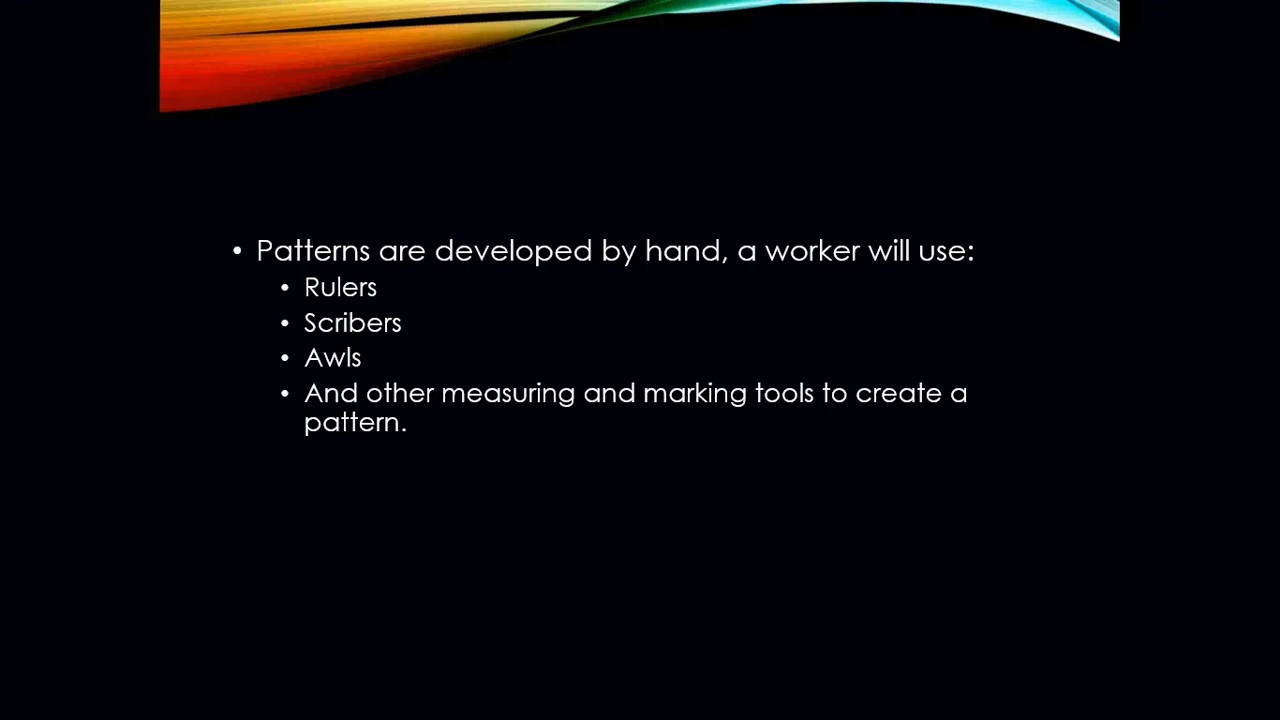 • Patterns are developed by hand, a worker will use:
• Rulers
• Scribers
• Awls
• And other measuring and marking tools to create a
pattern.